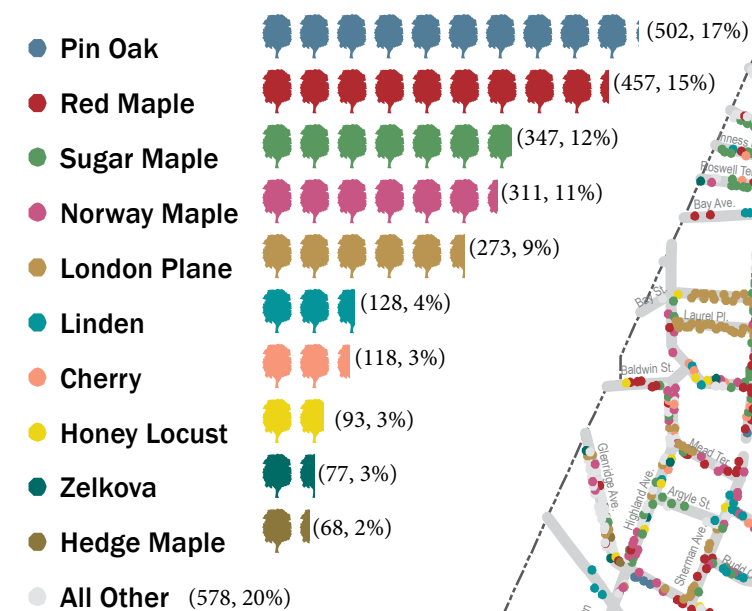 Pin Oak (502, 17%)
Red Maple (457, 15%)
Sugar Maple (347, 12%)
Norway Maple (311, 11%)
London Plane (273, 9%)
Linden (128, 4%)
Cherry (118, 3%)
Honey Locust (93, 3%)
Zelkova (77, 3%)
Hedge Maple (68, 2%)
All Other (578, 20%)
Roswell Ter
Bay Ave.
Bay St.
Laurel Pl.
Baldwin St.
Mead Ter.
Glenridge Ave.
Highland Ave.
Argyle St.
Sherman Ave.